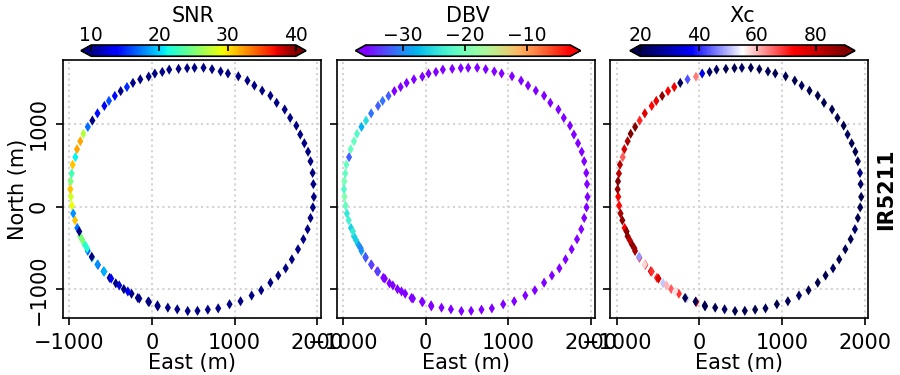 SNR DBV Xc
10 20 30 40 −30 −20 −10 20 40 60 80
North (m)
1000
0
−1000
IR5211
−1000 0 1000 2000 −1000 0 1000 2000 −1000 0 1000 2000
East (m) East (m) East (m)